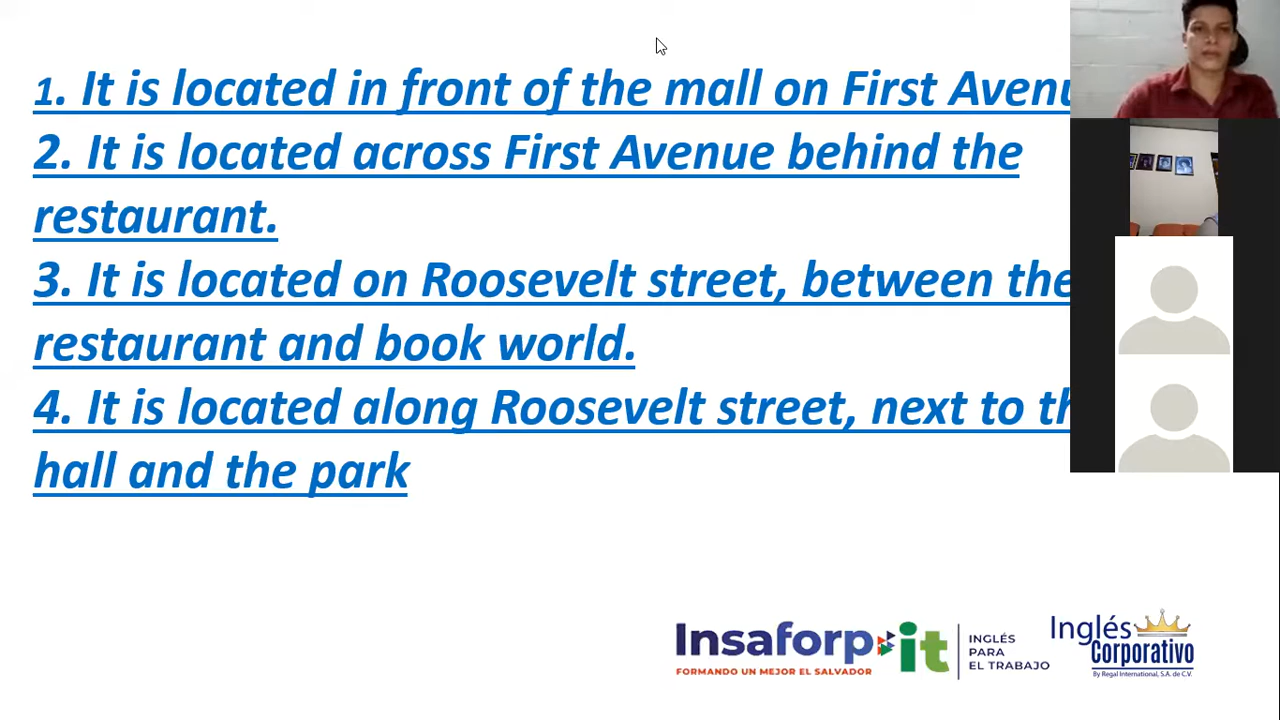 1. It is located in front of the mall on First
2. It is located across First Avenue behind the
restaurant.
3. It is located on Roosevelt street, between the
restaurant and book world.
4. It is located along Roosevelt street, next to
hall and the park
Insaforp it
FORMANDO UN MEJOR EL SALVADOR
INGLÉS
PARA
EL TRABAJO
Inglés
Corporativo
By Regal International, S.A. de C.V.